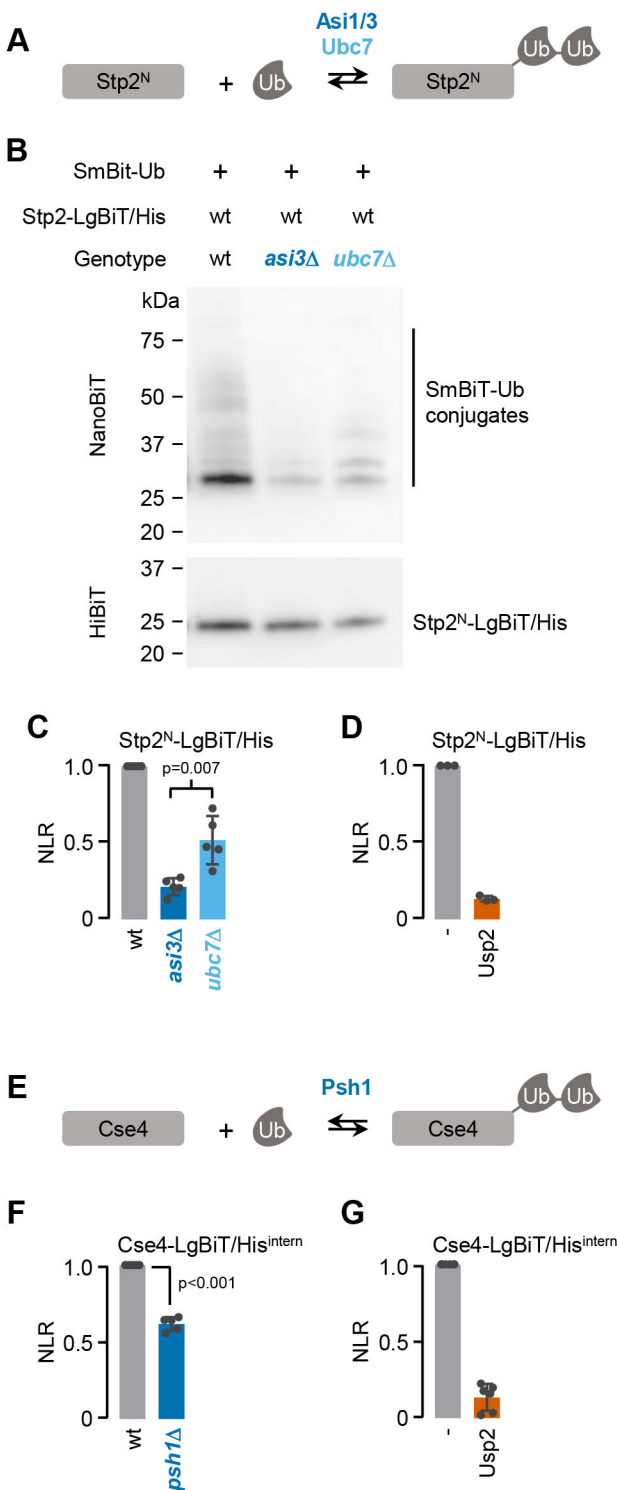 A
Asi1/3
Ubc7
Stp2ᴺ + Ub Stp2ᴺ Ub Ub
B
SmBit-Ub + + +
Stp2-LgBiT/His wt wt wt
Genotype wt asi3Δ ubc7Δ
kDa
75
50
37
25
20
NanoBiT
SmBiT-Ub
conjugates
37
25
20
HiBiT
Stp2ᴺ-LgBiT/His
C
Stp2ᴺ-LgBiT/His
p=0.007
1.0
0.5
0
NLR
wt
asi3Δ
ubc7Δ
D
Stp2ᴺ-LgBiT/His
1.0
0.5
0
NLR
-
Usp2
E
Psh1
Cse4 + Ub Cse4 Ub Ub
F
Cse4-LgBiT/Hisⁱⁿᵗᵉʳⁿ
p<0.001
1.0
0.5
0
NLR
wt
psh1Δ
G
Cse4-LgBiT/Hisⁱⁿᵗᵉʳⁿ
1.0
0.5
0
NLR
-
Usp2